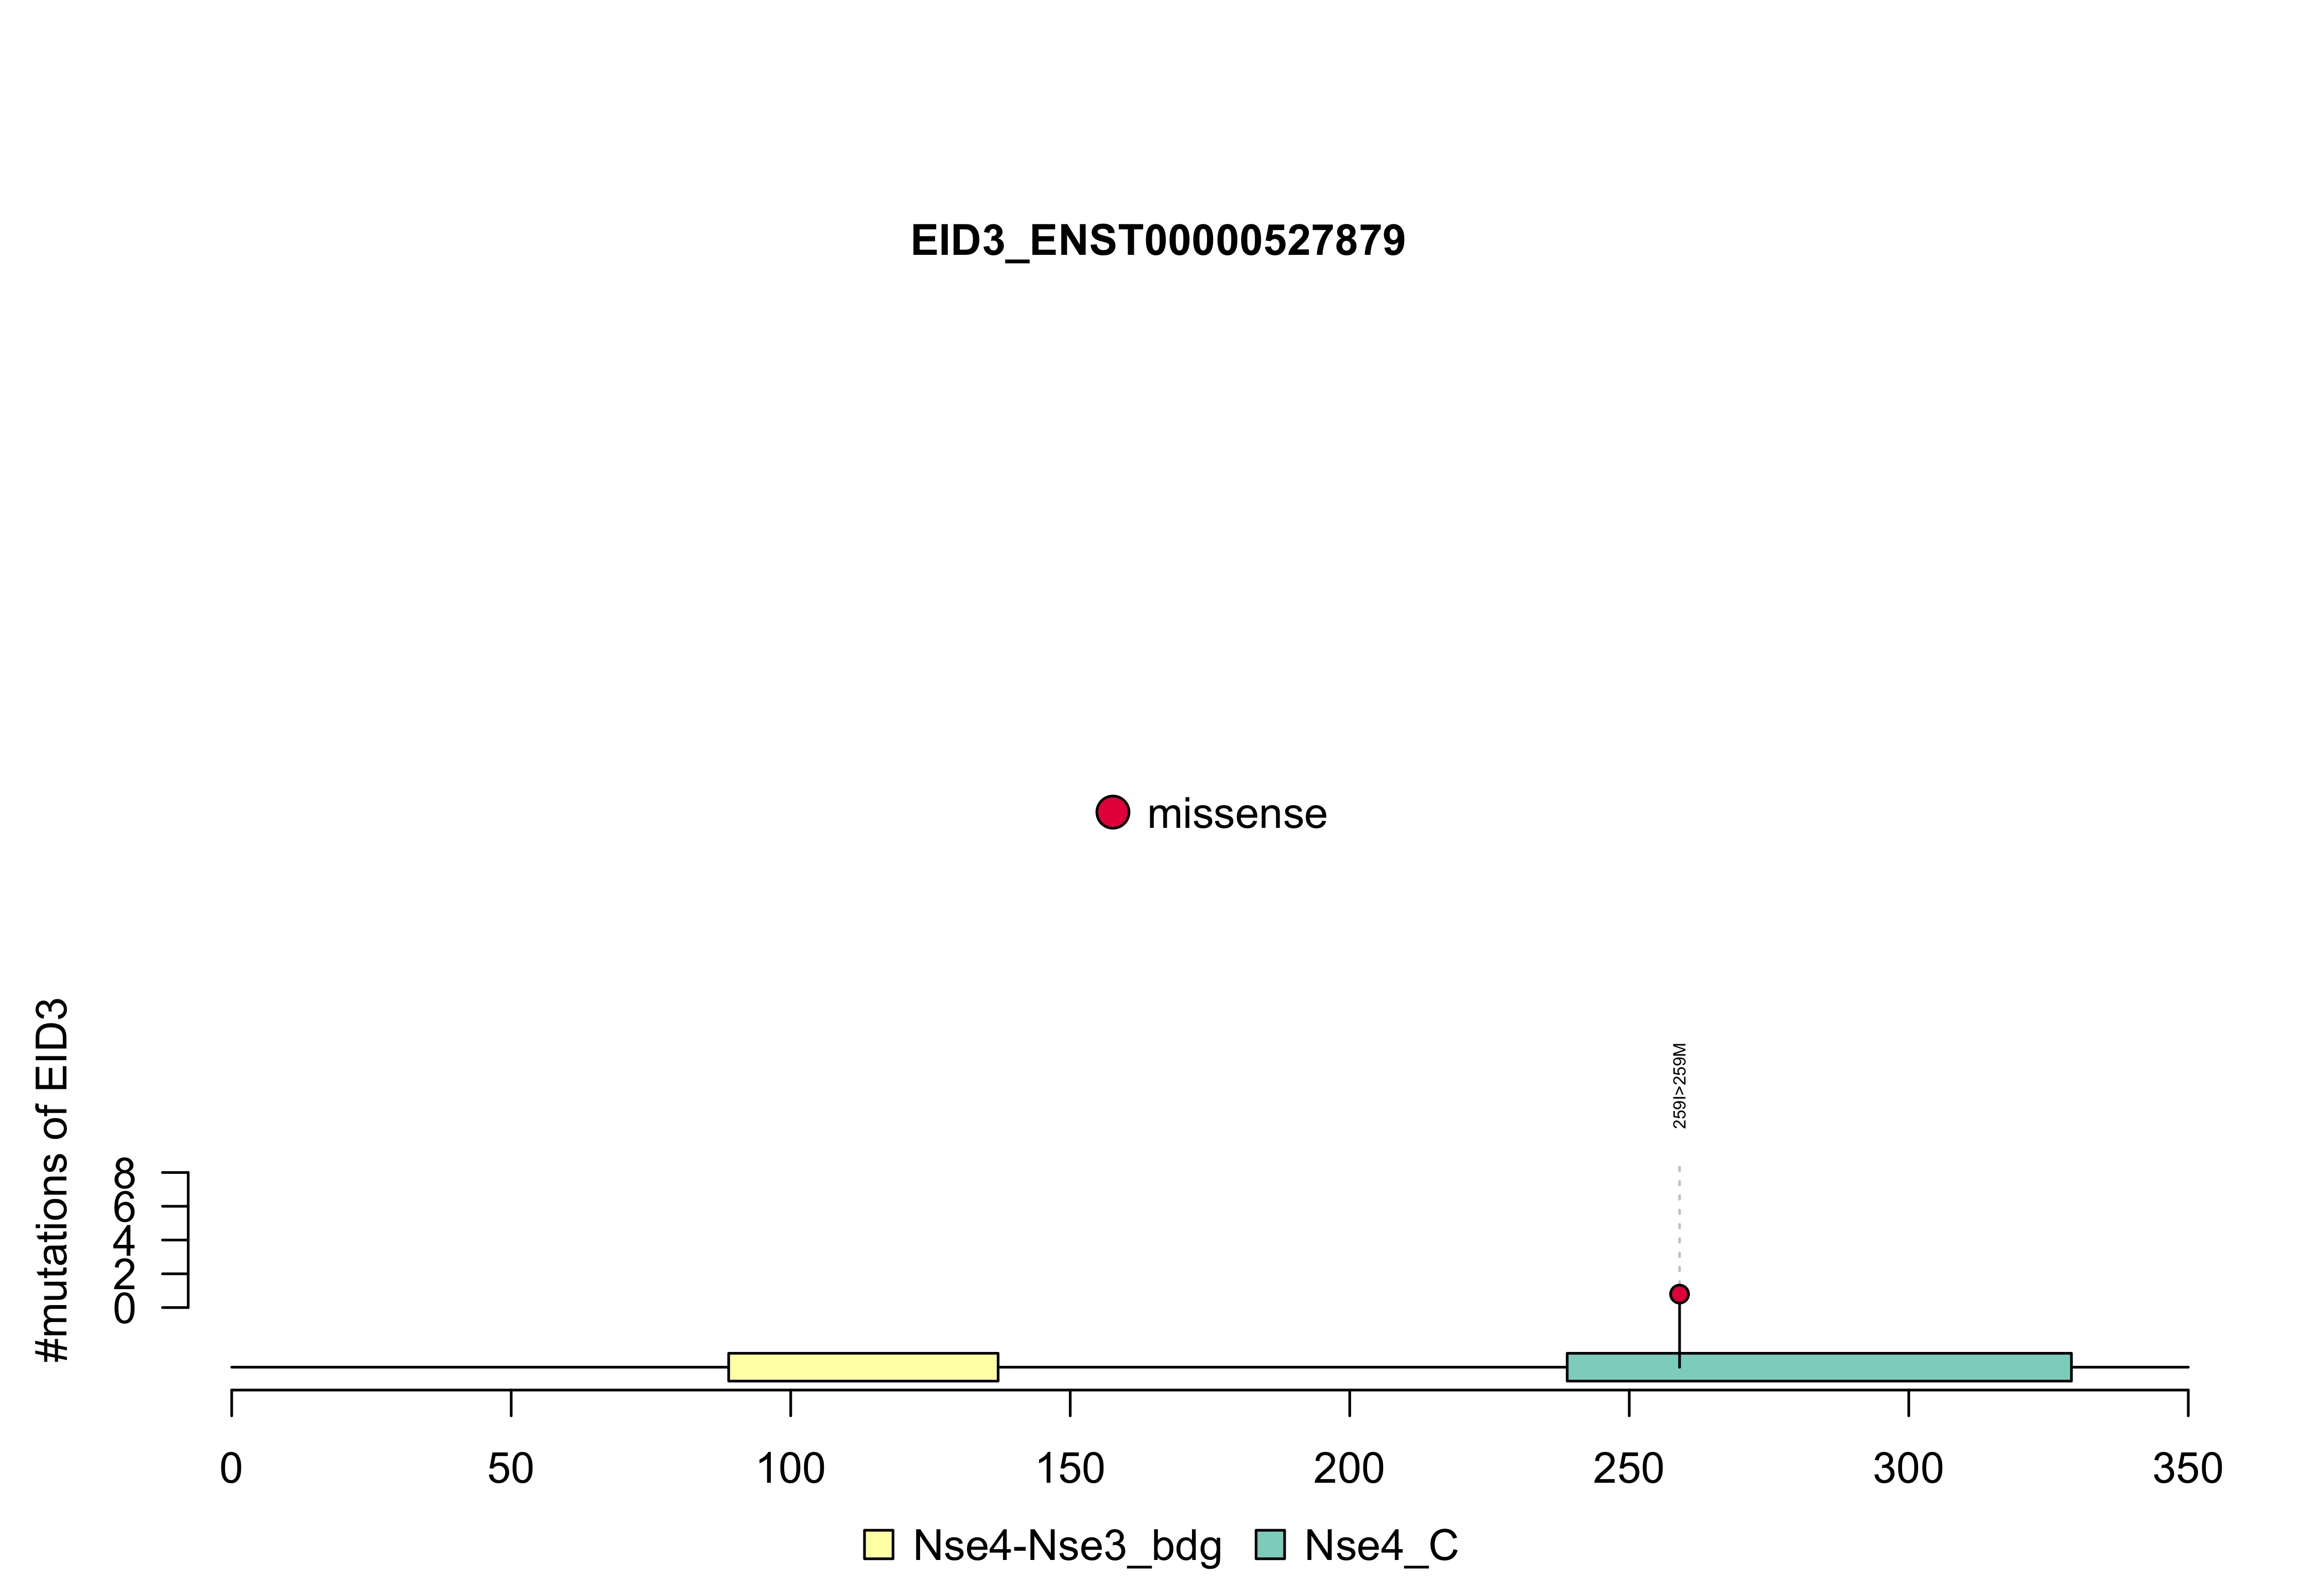 EID3_ENST00000527879
missense
#mutations of EID3
259I>259M
8
6
4
2
0
0 50 100 150 200 250 300 350
Nse4-Nse3_bdg Nse4_C